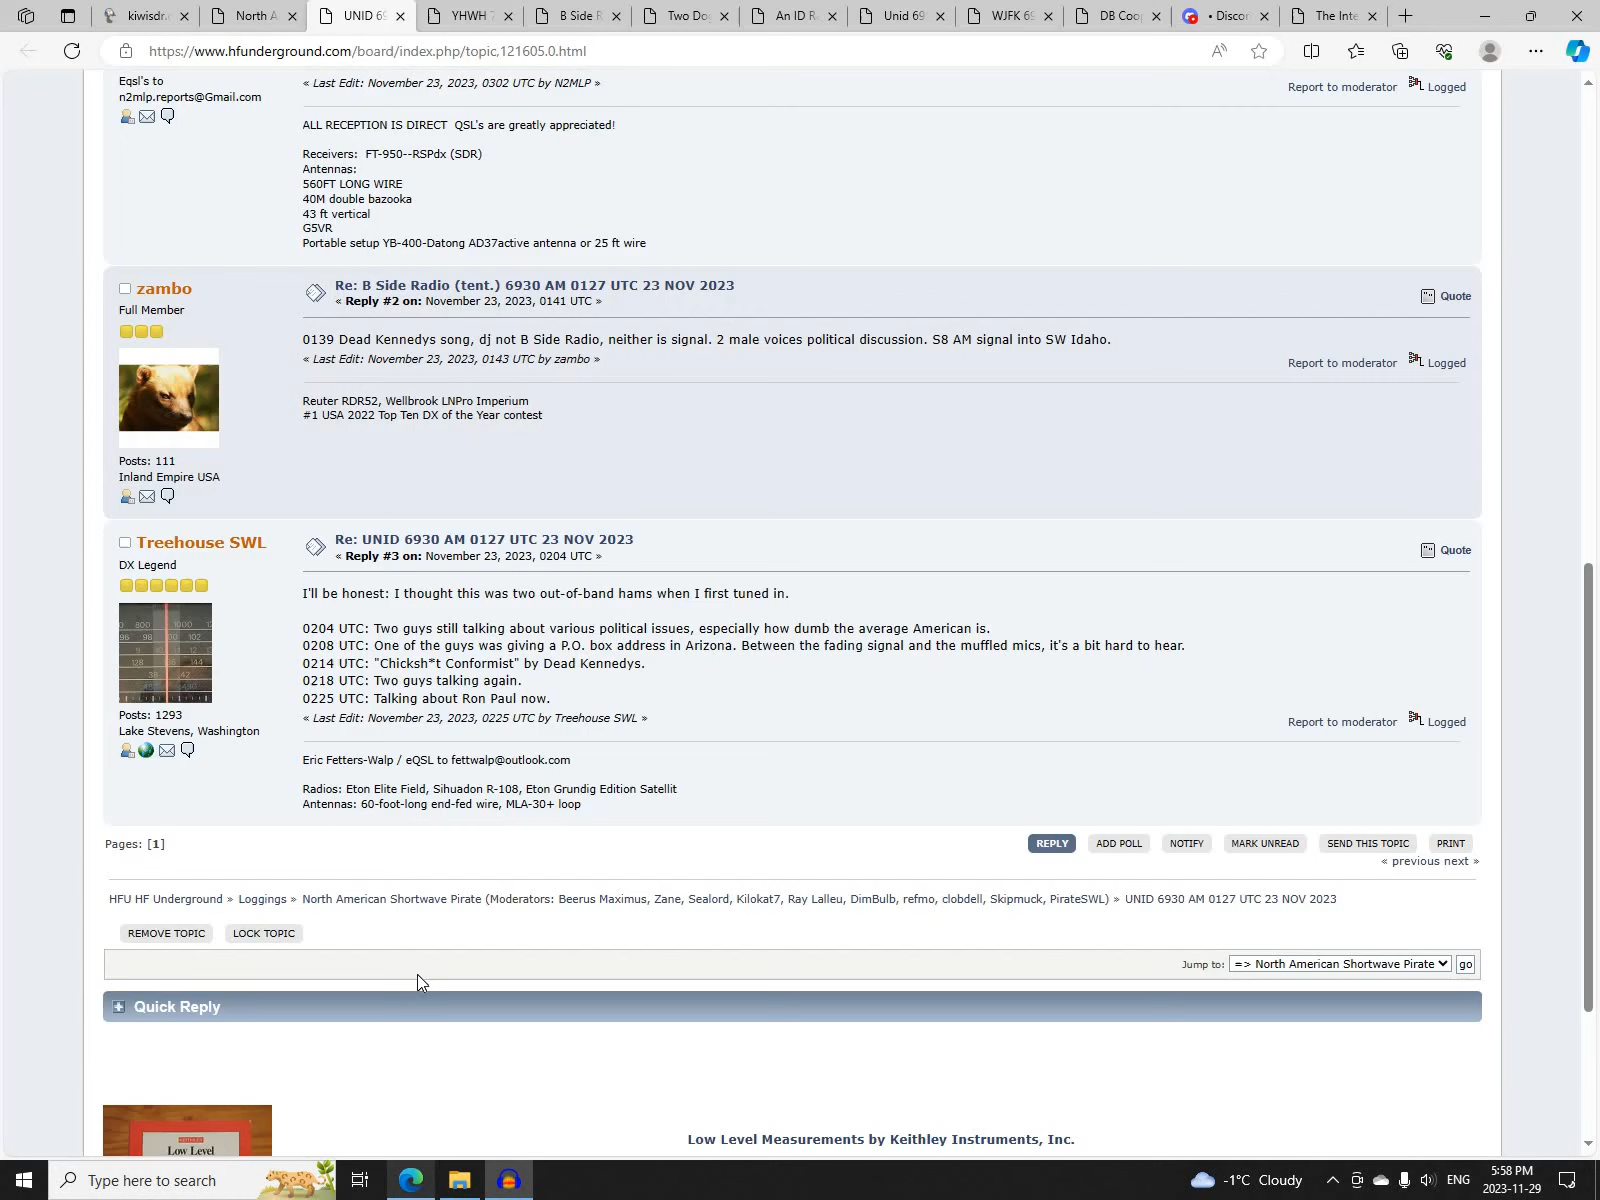 kiwisdr.
North A
UNID 69
YHWH 7
B Side R
Two Do
An ID R
Unid 69
WJFK 69
DB Coo
• Discor
The Inte
https://www.hfunderground.com/board/index.php/topic,121605.0.html
Eqsl's to
n2mlp.reports@Gmail.com
« Last Edit: November 23, 2023, 0302 UTC by N2MLP »
Report to moderator Logged
ALL RECEPTION IS DIRECT QSL's are greatly appreciated!
Receivers: FT-950--RSPdx (SDR)
Antennas:
560FT LONG WIRE
40M double bazooka
43 ft vertical
G5VR
Portable setup YB-400-Datong AD37active antenna or 25 ft wire
zambo
Full Member
Posts: 111
Inland Empire USA
Re: B Side Radio (tent.) 6930 AM 0127 UTC 23 NOV 2023
« Reply #2 on: November 23, 2023, 0141 UTC »
Quote
0139 Dead Kennedys song, dj not B Side Radio, neither is signal. 2 male voices political discussion. S8 AM signal into SW Idaho.
« Last Edit: November 23, 2023, 0143 UTC by zambo »
Report to moderator Logged
Reuter RDR52, Wellbrook LNPro Imperium
#1 USA 2022 Top Ten DX of the Year contest
Treehouse SWL
DX Legend
Posts: 1293
Lake Stevens, Washington
Re: UNID 6930 AM 0127 UTC 23 NOV 2023
« Reply #3 on: November 23, 2023, 0204 UTC »
Quote
I'll be honest: I thought this was two out-of-band hams when I first tuned in.
0204 UTC: Two guys still talking about various political issues, especially how dumb the average American is.
0208 UTC: One of the guys was giving a P.O. box address in Arizona. Between the fading signal and the muffled mics, it's a bit hard to hear.
0214 UTC: "Chicksh*t Conformist" by Dead Kennedys.
0218 UTC: Two guys talking again.
0225 UTC: Talking about Ron Paul now.
« Last Edit: November 23, 2023, 0225 UTC by Treehouse SWL »
Report to moderator Logged
Eric Fetters-Walp / eQSL to fettwalp@outlook.com
Radios: Eton Elite Field, Sihuadon R-108, Eton Grundig Edition Satellit
Antennas: 60-foot-long end-fed wire, MLA-30+ loop
Pages: [1]
REPLY ADD POLL NOTIFY MARK UNREAD SEND THIS TOPIC PRINT
« previous next »
HFU HF Underground » Loggings » North American Shortwave Pirate (Moderators: Beerus Maximus, Zane, Sealord, Kilokat7, Ray Lalleu, DimBulb, refmo, clobdell, Skipmuck, PirateSWL) » UNID 6930 AM 0127 UTC 23 NOV 2023
REMOVE TOPIC LOCK TOPIC
Jump to: => North American Shortwave Pirate go
Quick Reply
KEITHLEY
Low Level
Low Level Measurements by Keithley Instruments, Inc.
Type here to search
-1°C Cloudy
ENG
5:58 PM
2023-11-29